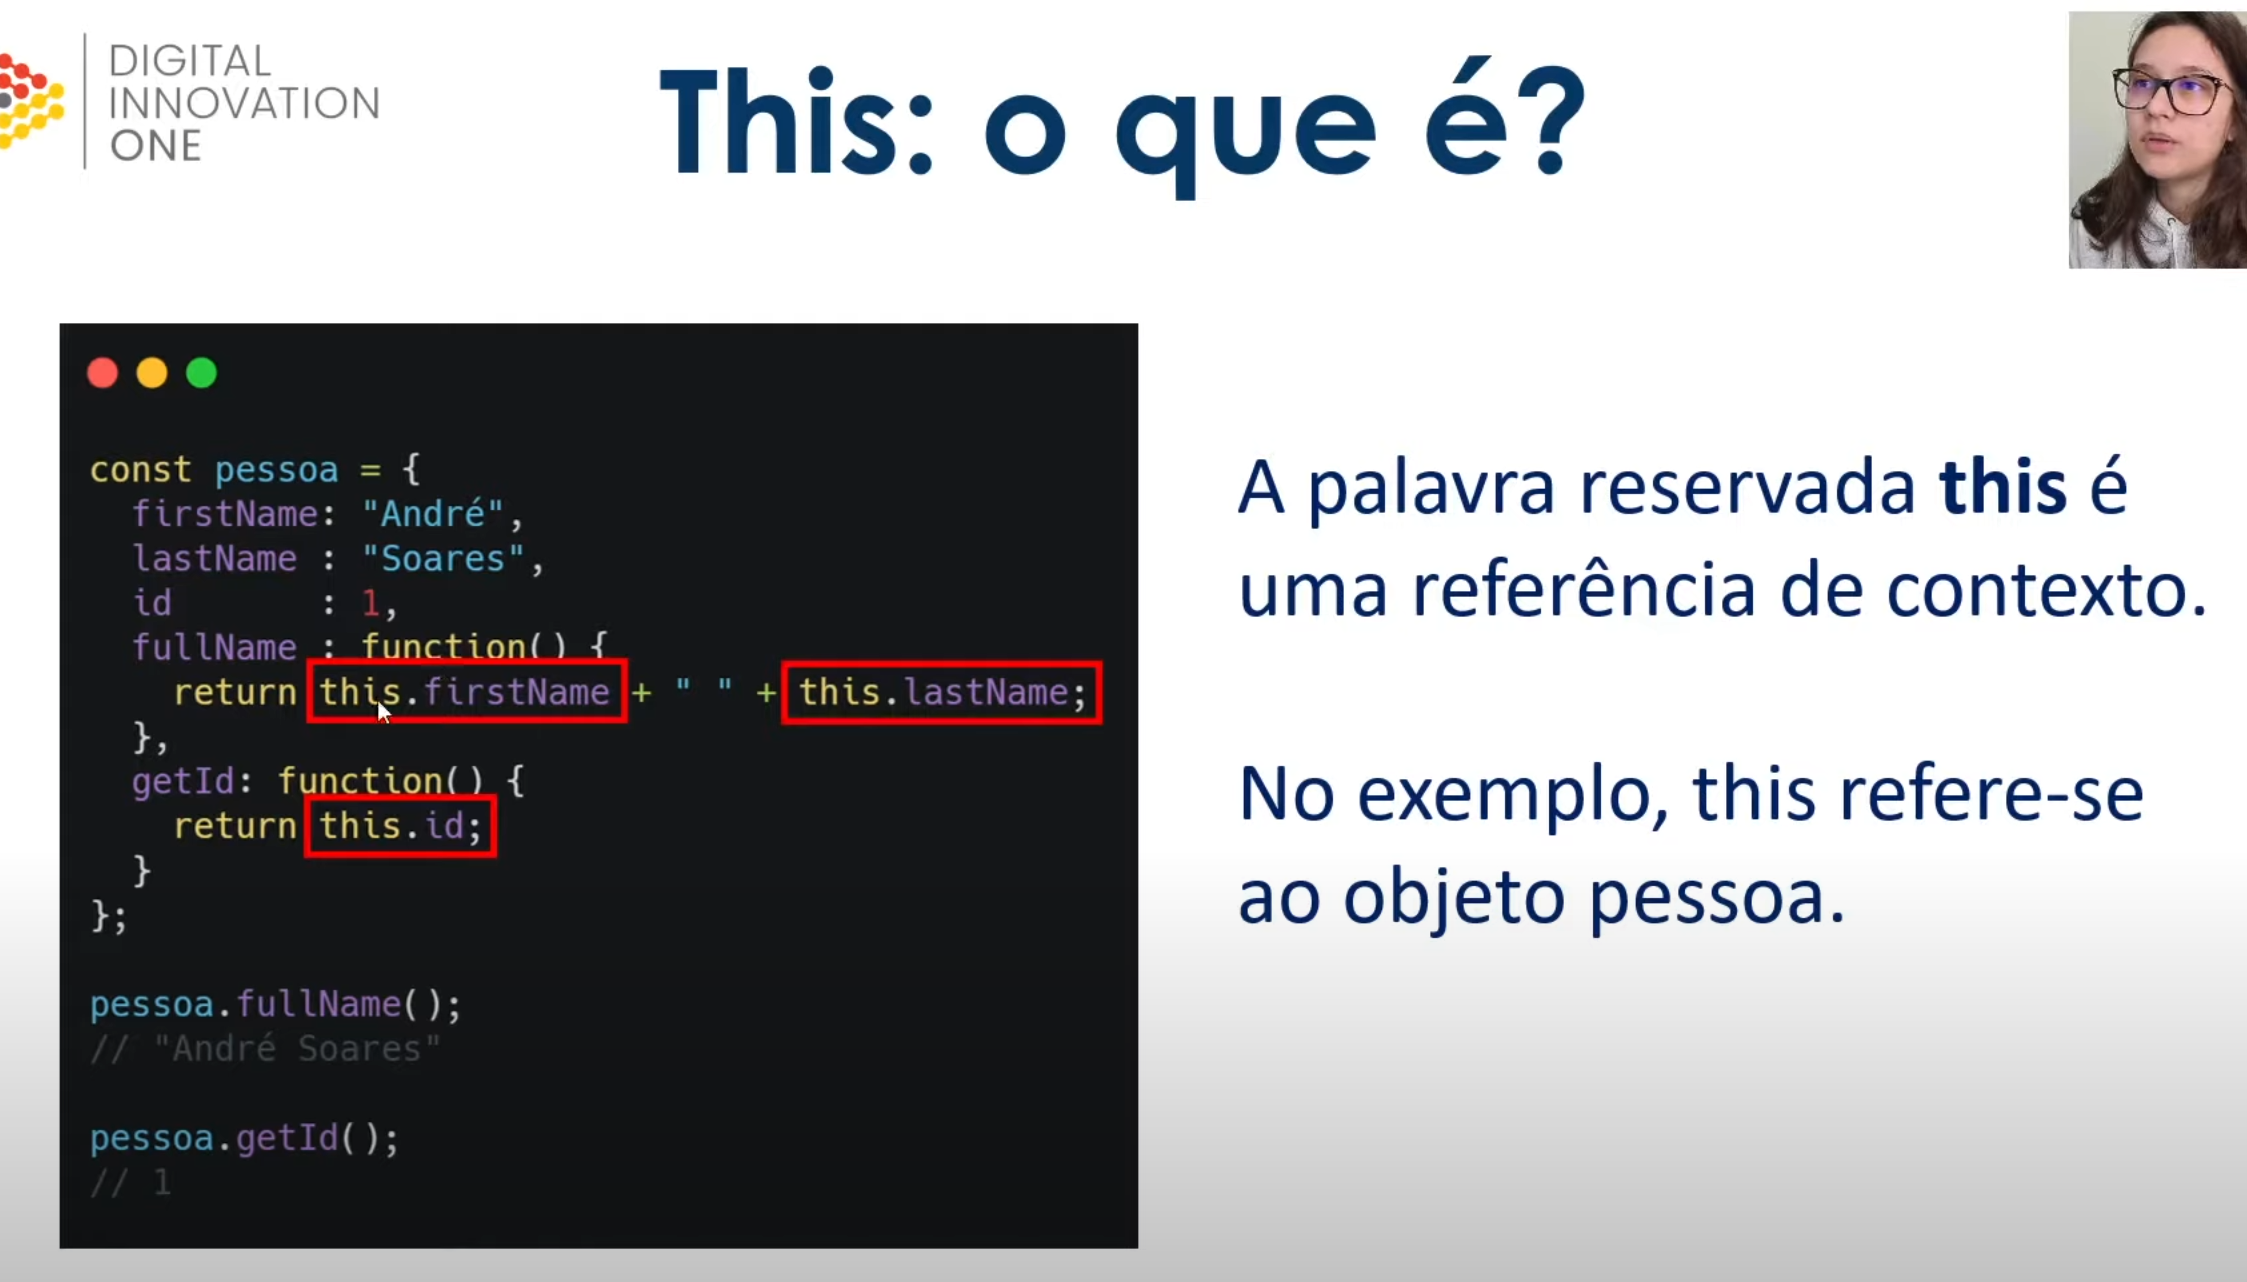 DIGITAL
INNOVATION
ONE
This: o que é?
const pessoa = {
firstName: "André",
lastName : "Soares",
id : 1,
fullName : function() {
return this.firstName + " " + this.lastName;
},
getId: function() {
return this.id;
}
};
pessoa.fullName();
// "André Soares"
pessoa.getId();
// 1
A palavra reservada this é
uma referência de contexto.
No exemplo, this refere-se
ao objeto pessoa.